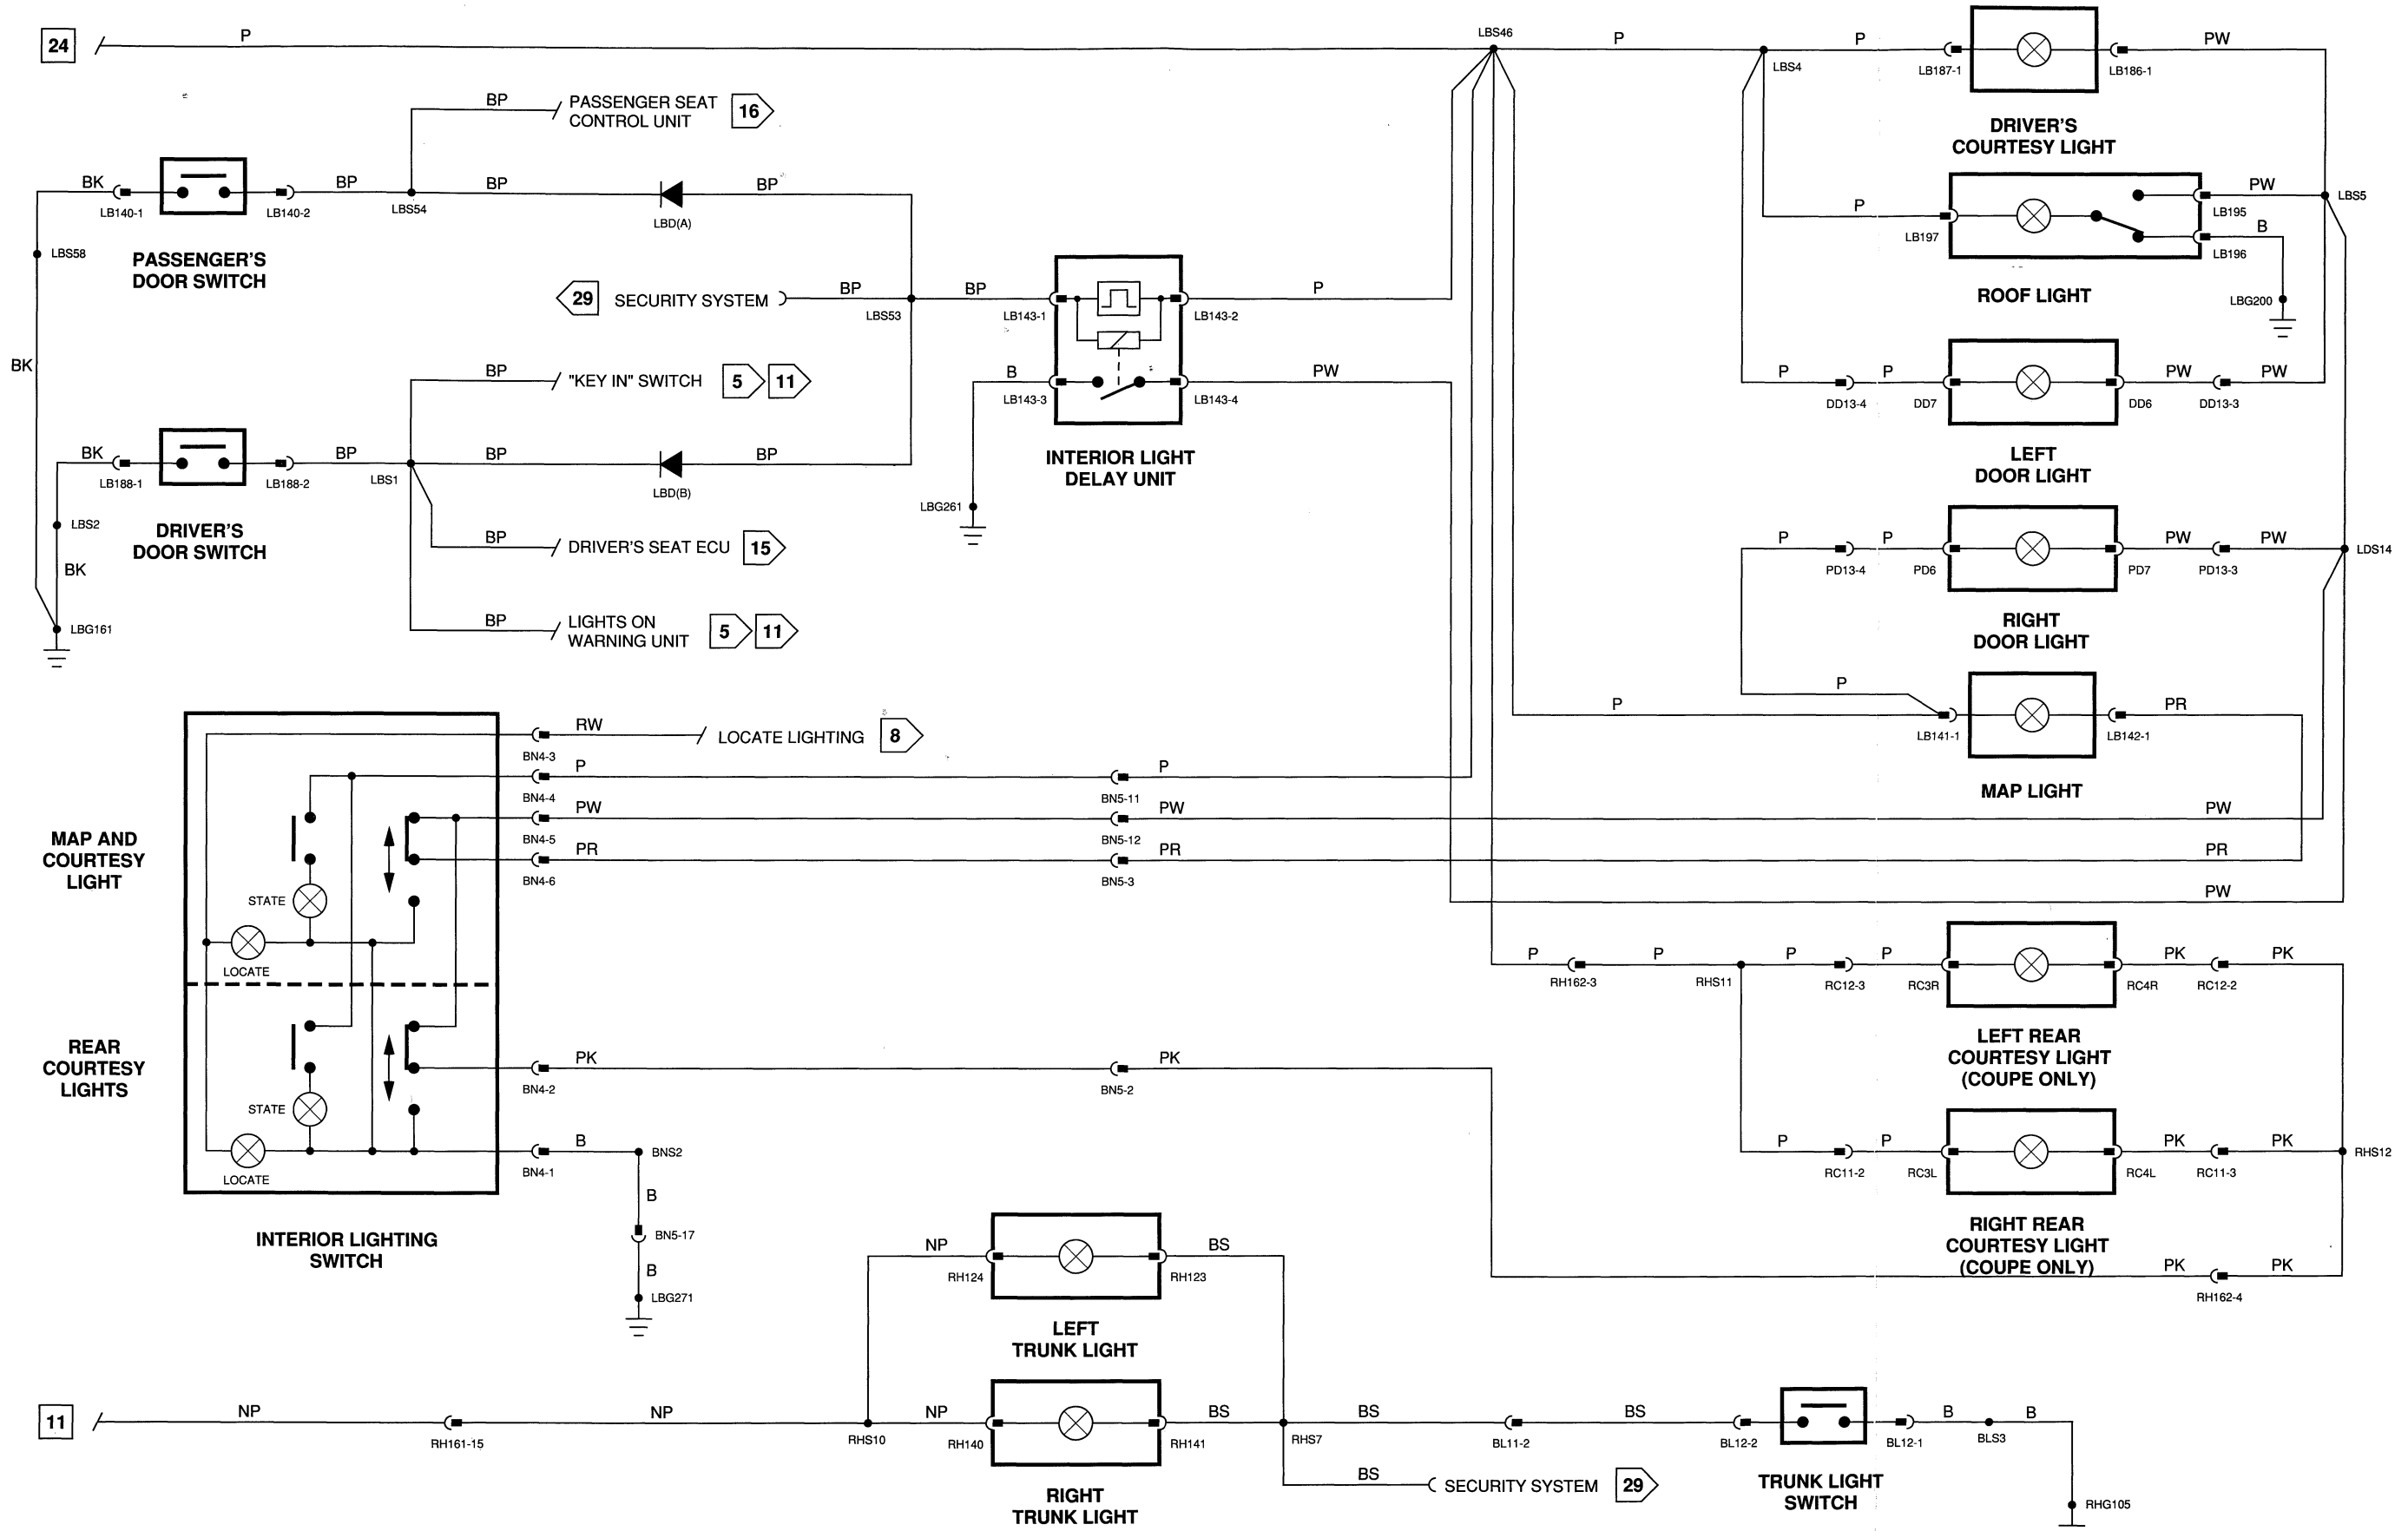 24
P
LBS46
P
LBS4
P
LB187-1
LB186-1
PW
DRIVER'S
COURTESY LIGHT
BP
PASSENGER SEAT
CONTROL UNIT
16
BK
LB140-1
LB140-2
BP
LBS54
BP
LBD(A)
BP
PASSENGER'S
DOOR SWITCH
LBS58
BK
P
LB197
PW
LB195
LBS5
B
LB196
LBG200
ROOF LIGHT
29
SECURITY SYSTEM
BP
LBS53
BP
LB143-1
LB143-2
P
B
LB143-3
LB143-4
PW
INTERIOR LIGHT
DELAY UNIT
LBG261
BP
"KEY IN" SWITCH
5
11
P
DD13-4
P
DD7
DD6
PW
DD13-3
PW
LEFT
DOOR LIGHT
BK
LB188-1
LB188-2
BP
LBS1
BP
LBD(B)
BP
LBS2
BK
DRIVER'S
DOOR SWITCH
BP
DRIVER'S SEAT ECU
15
LBG161
BP
LIGHTS ON
WARNING UNIT
5
11
P
PD13-4
P
PD6
PD7
PW
PD13-3
PW
LDS14
RIGHT
DOOR LIGHT
P
P
LB141-1
LB142-1
PR
MAP LIGHT
RW
BN4-3
LOCATE LIGHTING
8
P
BN4-4
P
BN5-11
PW
BN4-5
PW
BN5-12
PW
PR
BN4-6
PR
BN5-3
PR
PW
MAP AND
COURTESY
LIGHT
STATE
LOCATE
REAR
COURTESY
LIGHTS
STATE
LOCATE
PK
BN4-2
PK
BN5-2
B
BN4-1
BNS2
B
BN5-17
B
LBG271
INTERIOR LIGHTING
SWITCH
P
RH162-3
P
RHS11
P
RC12-3
P
RC3R
RC4R
PK
RC12-2
PK
LEFT REAR
COURTESY LIGHT
(COUPE ONLY)
P
RC11-2
P
RC3L
RC4L
PK
RC11-3
PK
RHS12
RIGHT REAR
COURTESY LIGHT
(COUPE ONLY)
PK
RH162-4
PK
NP
RH124
RH123
BS
LEFT
TRUNK LIGHT
11
NP
RH161-15
NP
RHS10
NP
RH140
RH141
BS
RHS7
BS
BL11-2
BS
BL12-2
BL12-1
B
BLS3
B
RHG105
RIGHT
TRUNK LIGHT
BS
SECURITY SYSTEM
29
TRUNK LIGHT
SWITCH